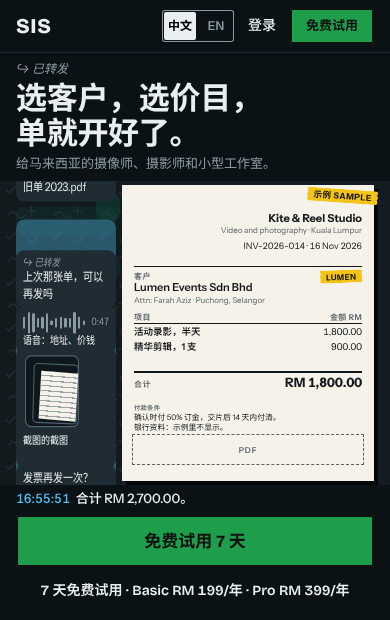 SIS
中文
EN
登录
免费试用
↪ 已转发
选客户，选价目，
单就开好了。
给马来西亚的摄像师、摄影师和小型工作室。
旧单 2023.pdf
↪ 已转发
上次那张单，可以
再发吗
0:47
语音：地址、价钱
截图的截图
发票再发一次？
示例 SAMPLE
Kite & Reel Studio
Video and photography · Kuala Lumpur
INV-2026-014 · 16 Nov 2026
客户
LUMEN
Lumen Events Sdn Bhd
Attn: Farah Aziz · Puchong, Selangor
项目 金额 RM
活动录影，半天 1,800.00
精华剪辑，1 支 900.00
合计 RM 1,800.00
付款条件
确认时付 50% 订金，交片后 14 天内付清。
银行资料：示例里不显示。
PDF
16:55:51 合计 RM 2,700.00。
免费试用 7 天
7 天免费试用 · Basic RM 199/年 · Pro RM 399/年